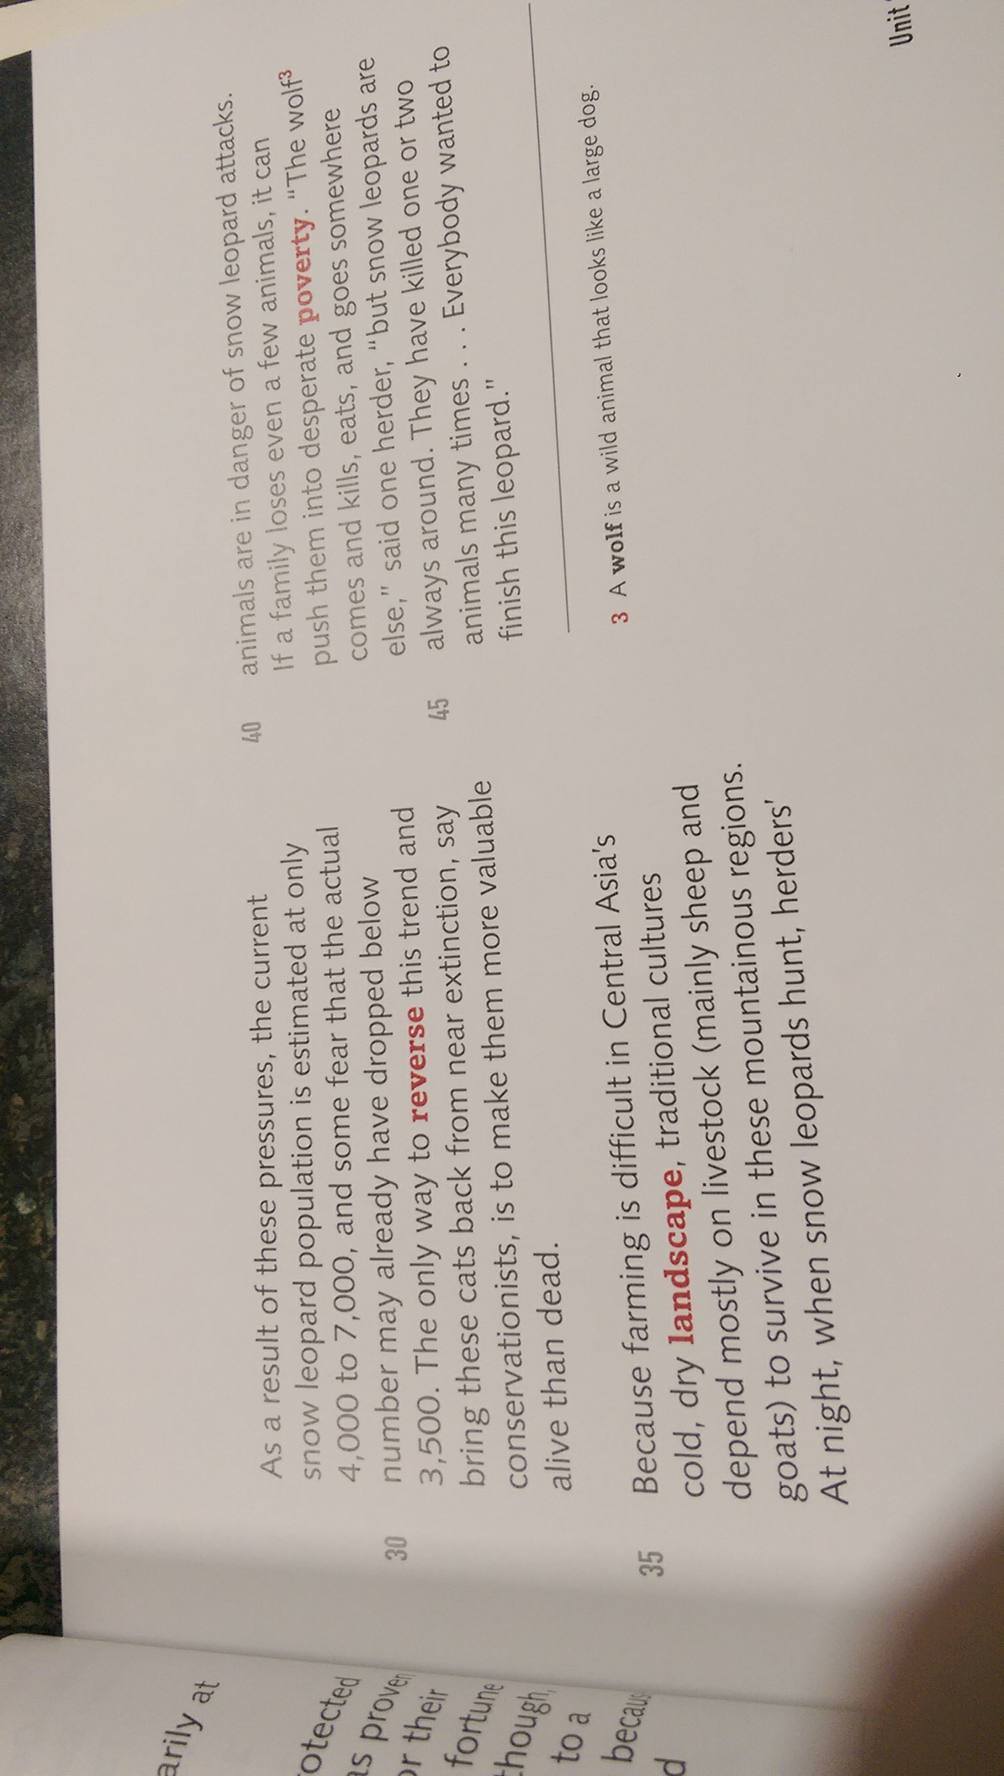 arily at
otected
as proven
or their
fortune
though,
to a
d
As a result of these pressures, the current
snow leopard population is estimated at only
4,000 to 7,000, and some fear that the actual
30 number may already have dropped below
3,500. The only way to reverse this trend and
bring these cats back from near extinction, say
conservationists, is to make them more valuable
alive than dead.
35 Because farming is difficult in Central Asia's
cold, dry landscape, traditional cultures
depend mostly on livestock (mainly sheep and
goats) to survive in these mountainous regions.
At night, when snow leopards hunt, herders'
40 animals are in danger of snow leopard attacks.
If a family loses even a few animals, it can
push them into desperate poverty. "The wolf3
comes and kills, eats, and goes somewhere
else," said one herder, "but snow leopards are
45 always around. They have killed one or two
animals many times . . . Everybody wanted to
finish this leopard."
3 A wolf is a wild animal that looks like a large dog.
Unit